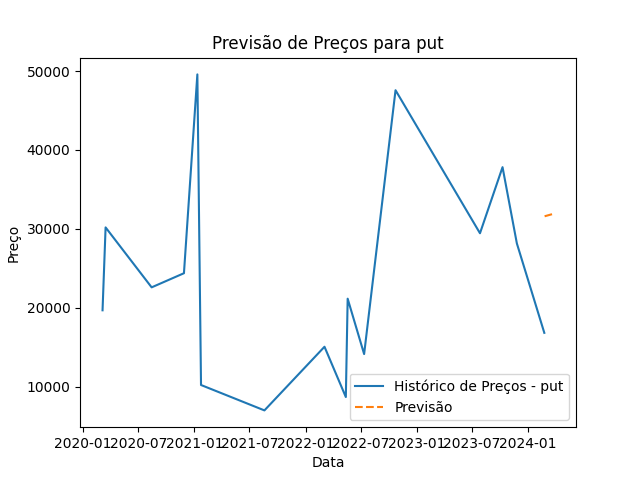 Previsão de Preços para put
Preço
50000
40000
30000
20000
10000
Histórico de Preços - put
Previsão
2020-01 2020-07 2021-01 2021-07 2022-01 2022-07 2023-01 2023-07 2024-01
Data